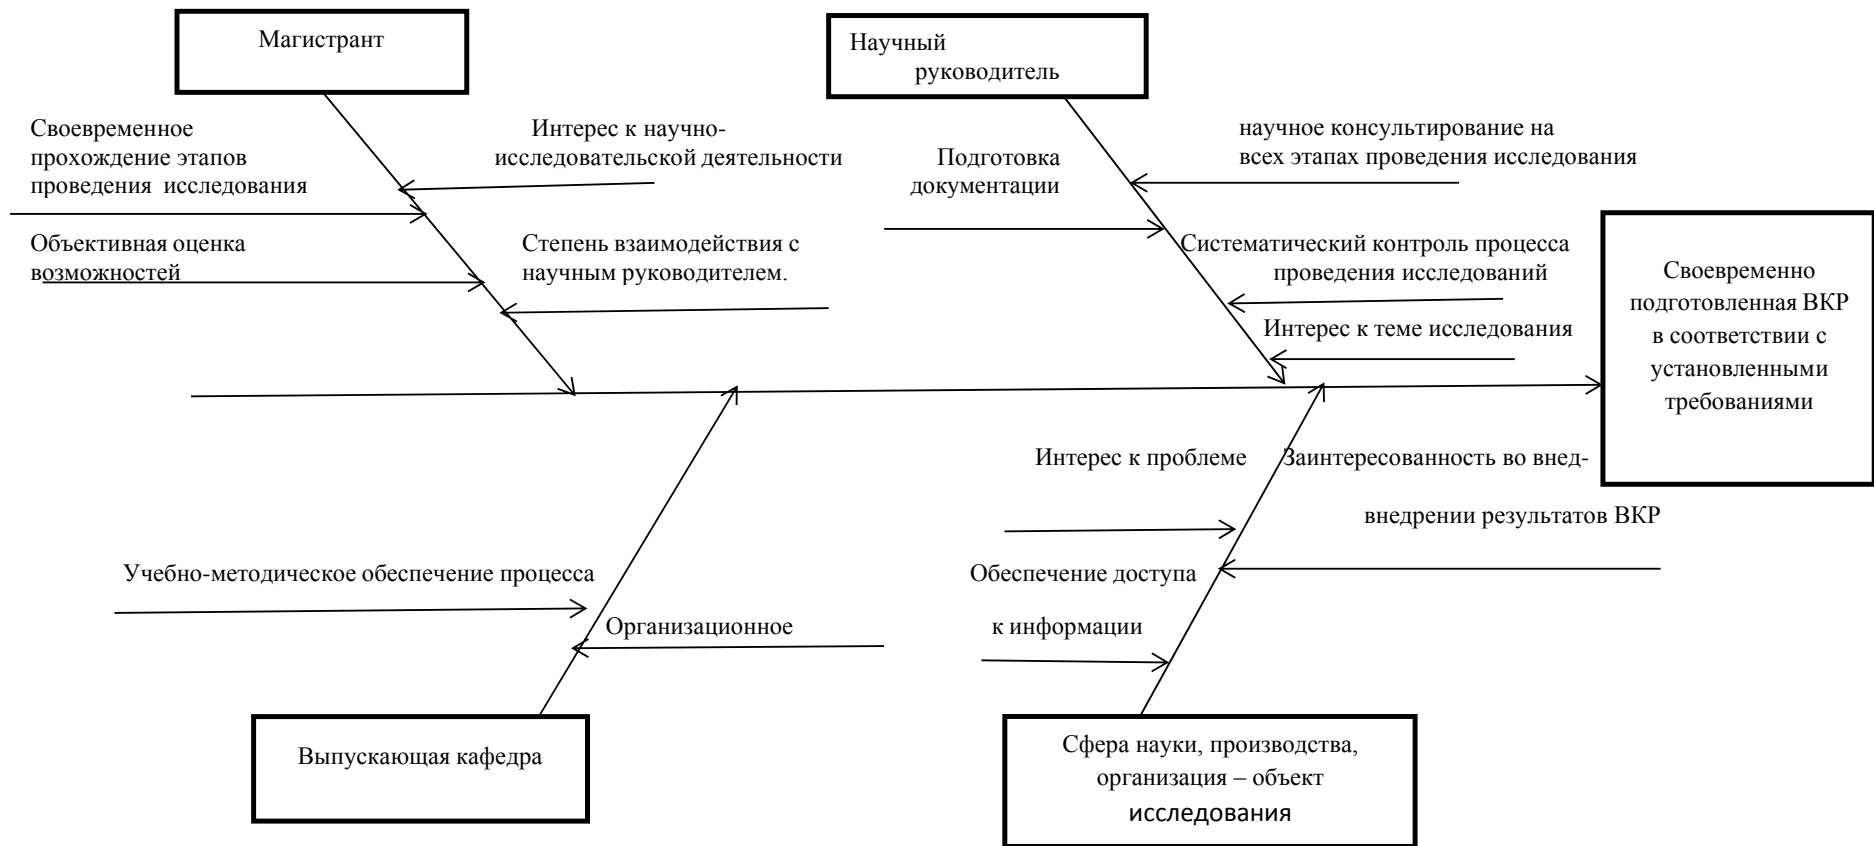 Магистрант
Научный
руководитель
Своевременное
прохождение этапов
проведения исследования
Интерес к научно-
исследовательской деятельности
Подготовка
документации
научное консультирование на
всех этапах проведения исследования
Объективная оценка
возможностей
Степень взаимодействия с
научным руководителем.
Систематический контроль процесса
проведения исследований
Интерес к теме исследования
Своевременно
подготовленная ВКР
в соответствии с
установленными
требованиями
Интерес к проблеме
Заинтересованность во внед-
внедрении результатов ВКР
Учебно-методическое обеспечение процесса
Обеспечение доступа
к информации
Организационное
Выпускающая кафедра
Сфера науки, производства,
организация – объект
исследования